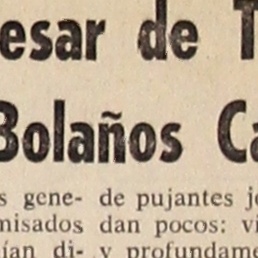 esar de T
Bolaños Ca
s gene-
misados
ían di-
de pujantes je
dan pocos: vi
y profundame